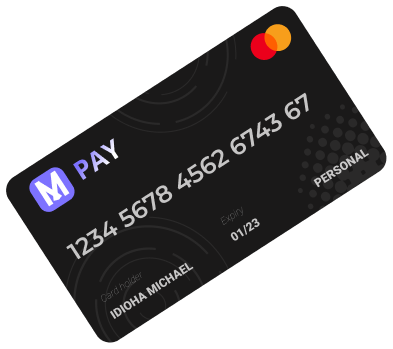 M PAY
1234 5678 4562 6743 67
Card holder
IDIOHA MICHAEL
Expiry
01/23
PERSONAL